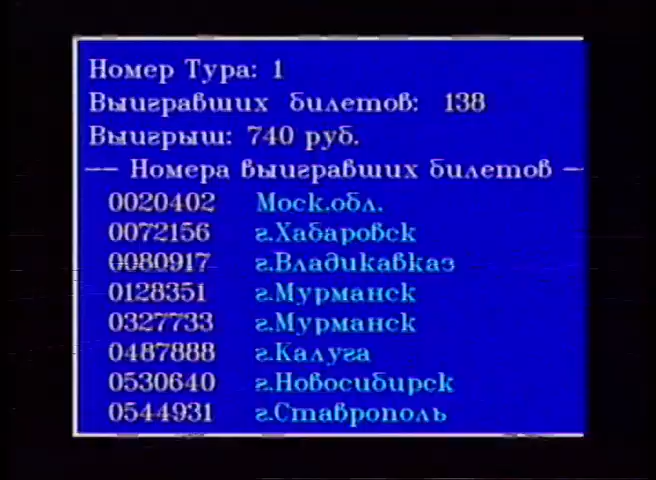 Номер Тура: 1
Выигравших билетов: 138
Выигрыш: 740 руб.
Номера выигравших билетов
0020402 Моск.обл.
0072156 г.Хабаровск
0080917 г.Владикавказ
0128351 г.Мурманск
0327733 г.Мурманск
0487888 г.Калуга
0530640 г.Новосибирск
0544931 г.Ставрополь